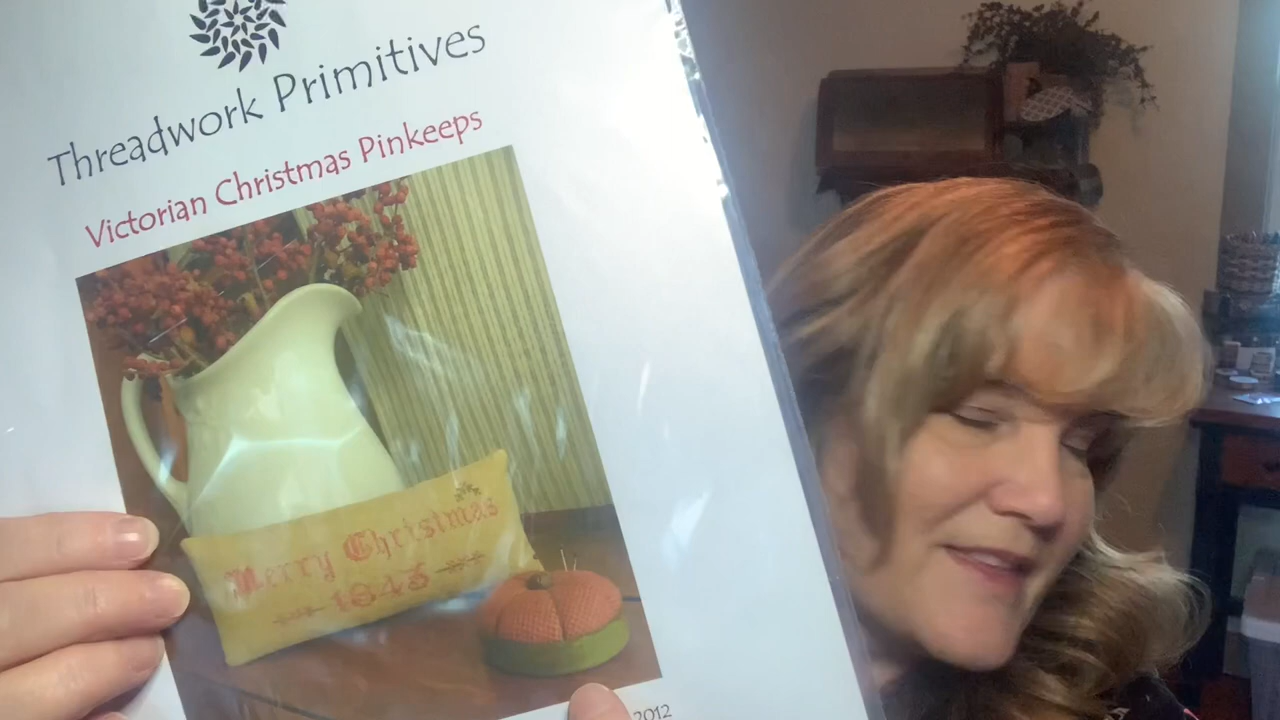 Threadwork Primitives
Victorian Christmas Pinkeeps
Merry Christmas
1845
2012